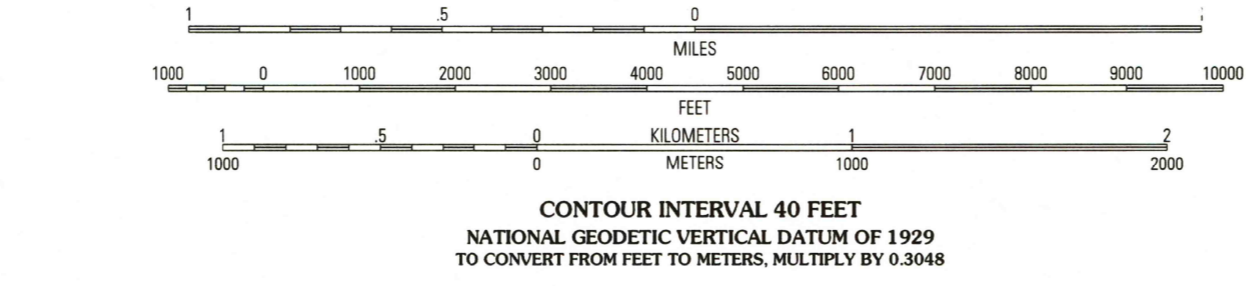 1 .5 0
MILES
1000 0 1000 2000 3000 4000 5000 6000 7000 8000 9000 10000
FEET
1 .5 0 KILOMETERS 1 2
1000 0 METERS 1000 2000
CONTOUR INTERVAL 40 FEET
NATIONAL GEODETIC VERTICAL DATUM OF 1929
TO CONVERT FROM FEET TO METERS, MULTIPLY BY 0.3048